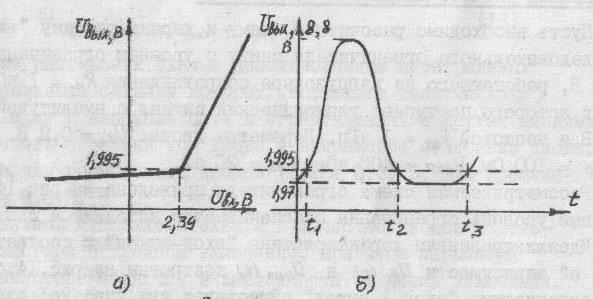 Uвых,В
1,995
Uвх,В
2,39
а)
Uвых,
В
8,8
1,995
1,97
t₁
t₂
t₃
t
б)